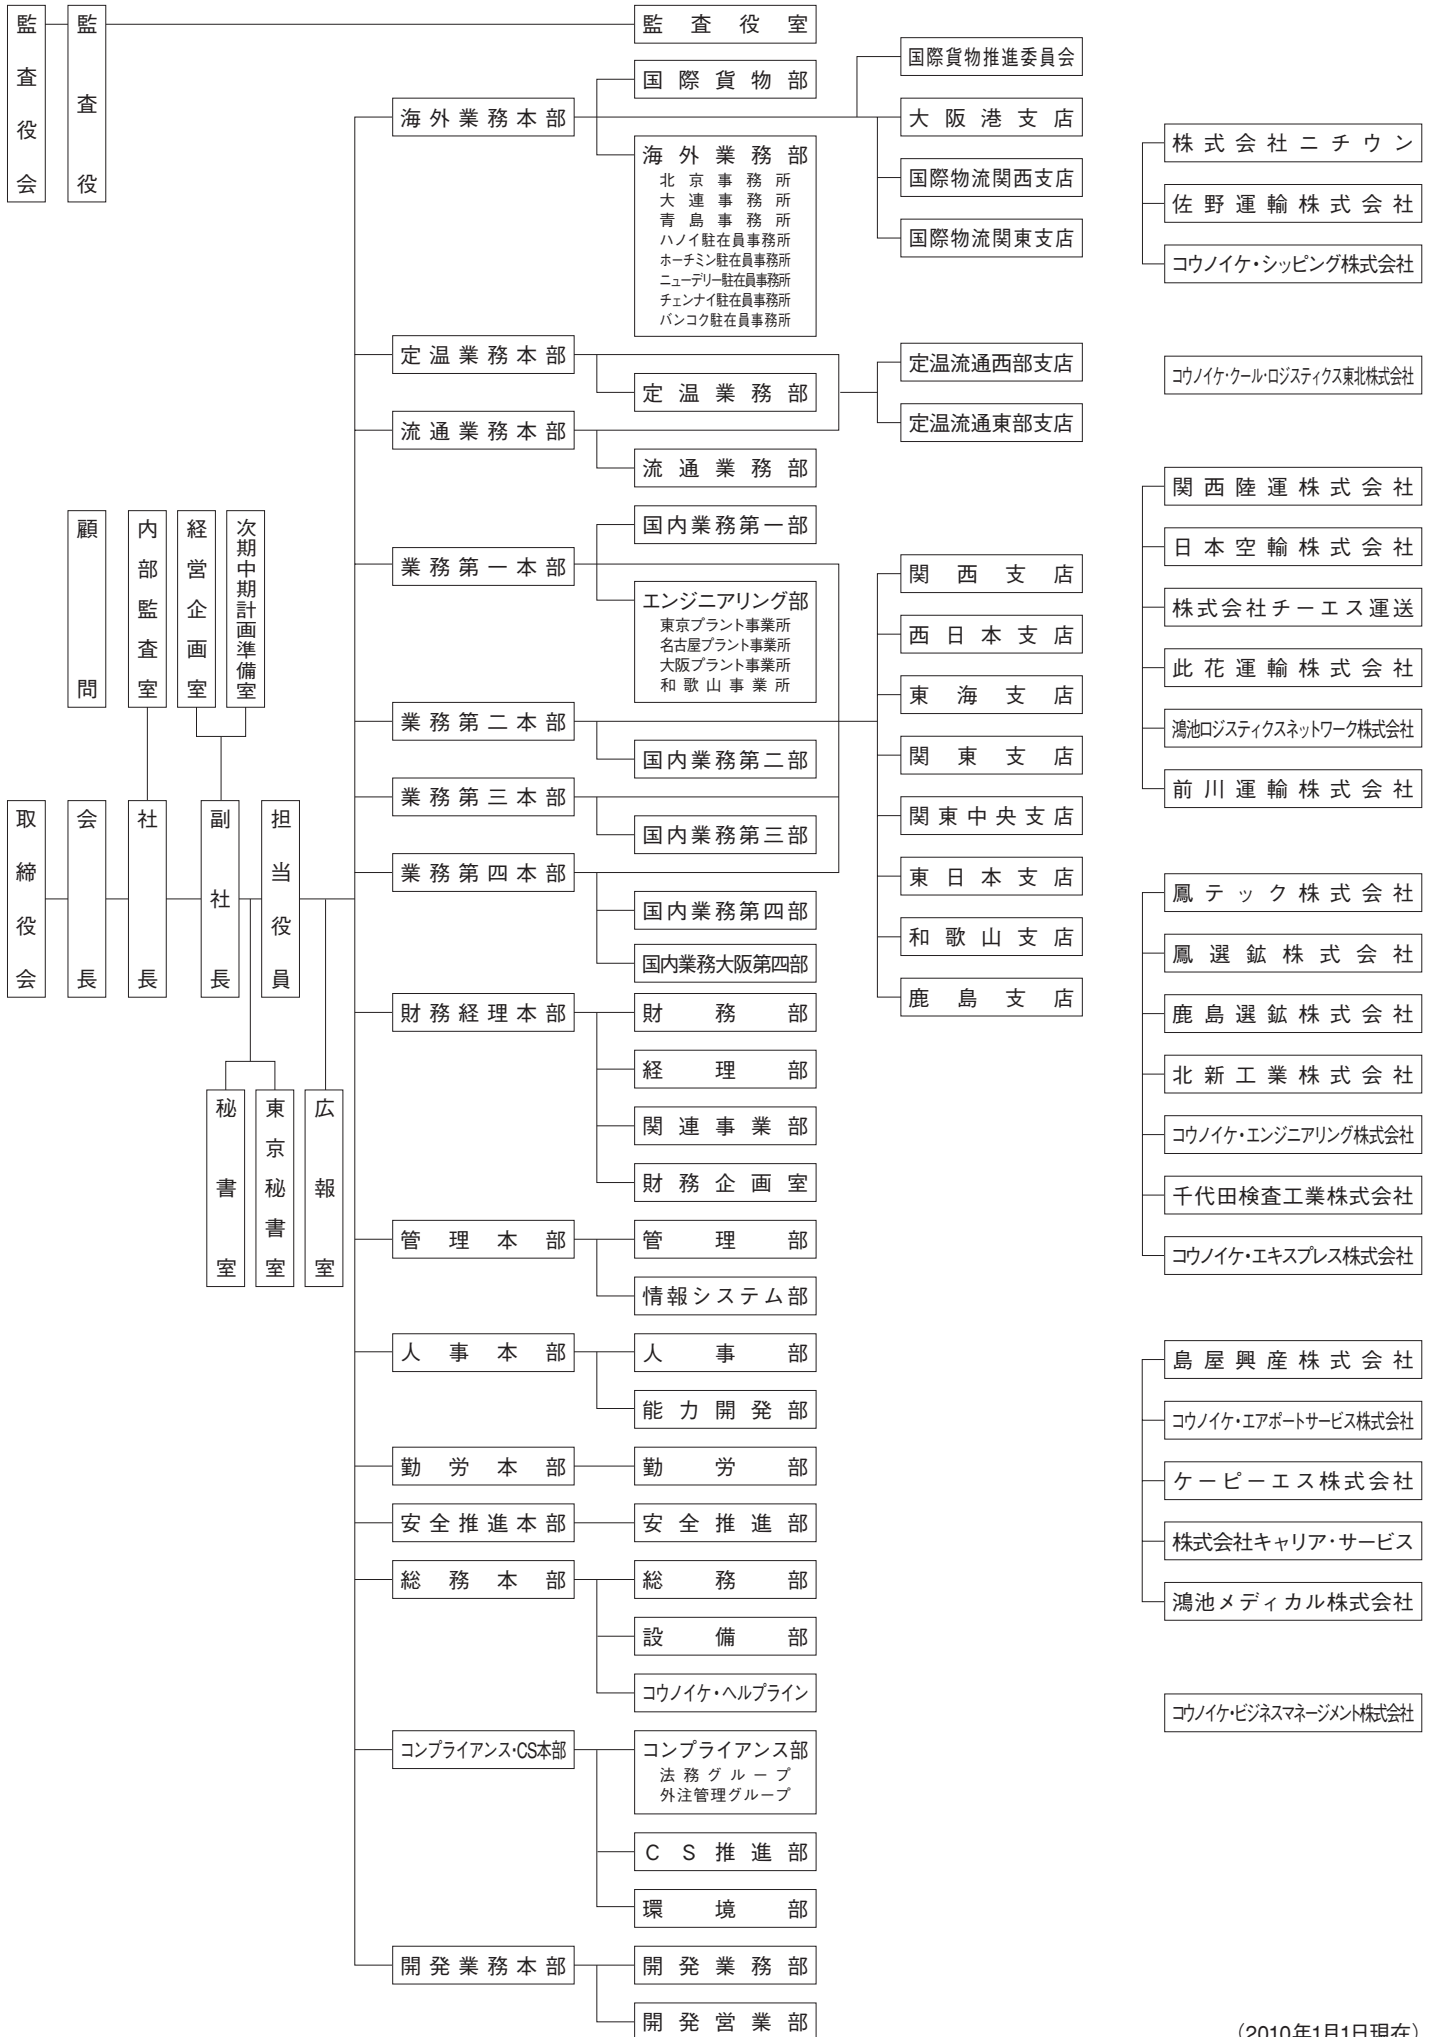 監査役会
監査役
監査役室
国際貨物部
国際貨物推進委員会
海外業務本部
大阪港支店
海外業務部
北京事務所
大連事務所
青島事務所
ハノイ駐在員事務所
ホーチミン駐在員事務所
ニューデリー駐在員事務所
チェンナイ駐在員事務所
バンコク駐在員事務所
国際物流関西支店
国際物流関東支店
株式会社ニチウン
佐野運輸株式会社
コウノイケ・シッピング株式会社
定温業務本部
定温業務部
流通業務本部
流通業務部
定温流通西部支店
定温流通東部支店
コウノイケ・クール・ロジスティクス東北株式会社
顧問
内部監査室
経営企画室
次期中期計画準備室
取締役会
会長
社長
副社長
担当役員
秘書室
東京秘書室
広報室
国内業務第一部
業務第一本部
エンジニアリング部
東京プラント事業所
名古屋プラント事業所
大阪プラント事業所
和歌山事業所
業務第二本部
国内業務第二部
業務第三本部
国内業務第三部
業務第四本部
国内業務第四部
国内業務大阪第四部
関西支店
西日本支店
東海支店
関東支店
関東中央支店
東日本支店
和歌山支店
鹿島支店
関西陸運株式会社
日本空輸株式会社
株式会社チーエス運送
此花運輸株式会社
鴻池ロジスティクスネットワーク株式会社
前川運輸株式会社
鳳テック株式会社
鳳選鉱株式会社
鹿島選鉱株式会社
北新工業株式会社
コウノイケ・エンジニアリング株式会社
千代田検査工業株式会社
コウノイケ・エキスプレス株式会社
財務経理本部
財務部
経理部
関連事業部
財務企画室
管理本部
管理部
情報システム部
人事本部
人事部
能力開発部
勤労本部
勤労部
安全推進本部
安全推進部
総務本部
総務部
設備部
コウノイケ・ヘルプライン
コンプライアンス・CS本部
コンプライアンス部
法務グループ
外注管理グループ
CS推進部
環境部
開発業務本部
開発業務部
開発営業部
島屋興産株式会社
コウノイケ・エアポートサービス株式会社
ケーピーエス株式会社
株式会社キャリア・サービス
鴻池メディカル株式会社
コウノイケ・ビジネスマネージメント株式会社
(2010年1月1日現在)